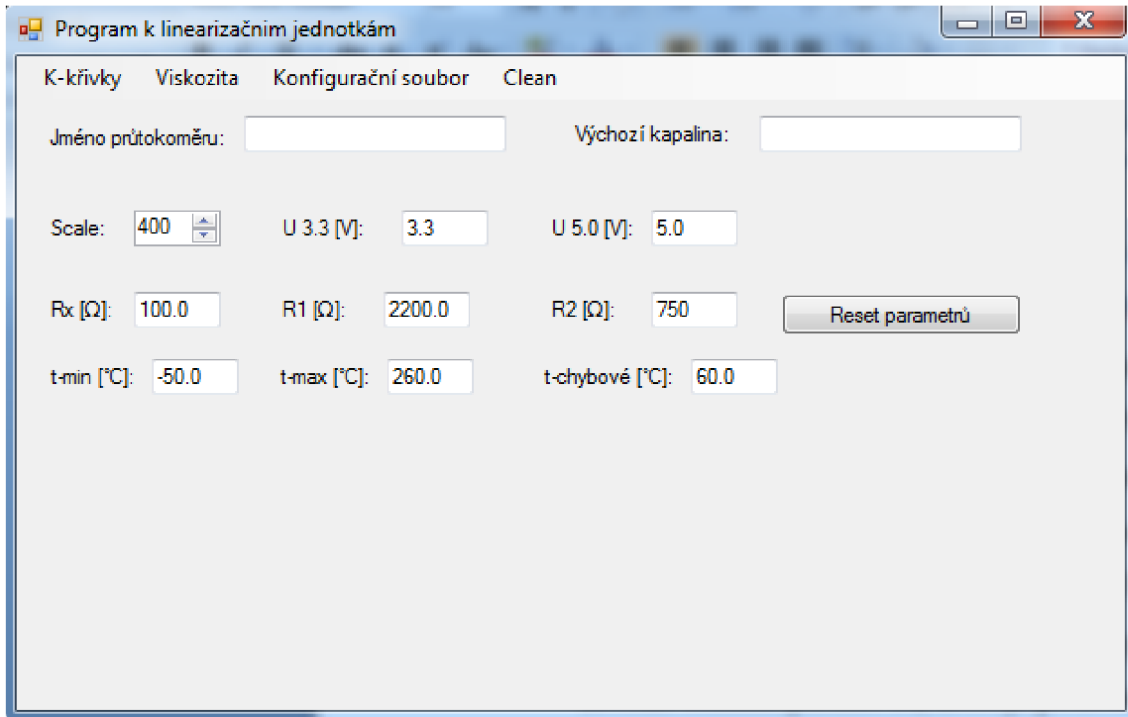 Program k linearizačnim jednotkám
K-křivky Viskozita Konfigurační soubor Clean
Jméno průtokoměru: Výchozí kapalina:
Scale: 400 U 3.3 [V]: 3.3 U 5.0 [V]: 5.0
Rx [Ω]: 100.0 R1 [Ω]: 2200.0 R2 [Ω]: 750 Reset parametrů
t-min [°C]: -50.0 t-max [°C]: 260.0 t-chybové [°C]: 60.0